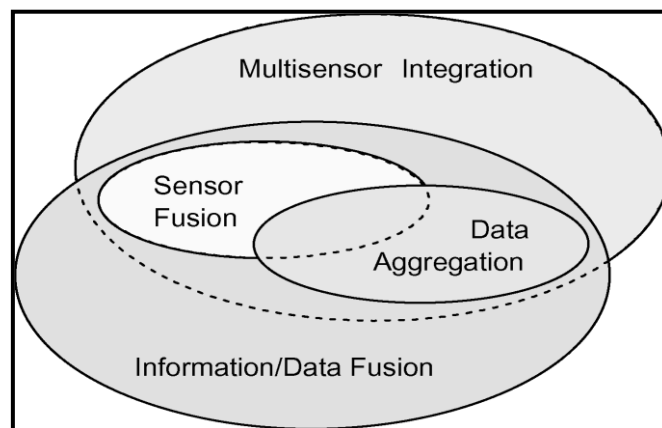 Multisensor Integration
Sensor
Fusion
Data
Aggregation
Information/Data Fusion